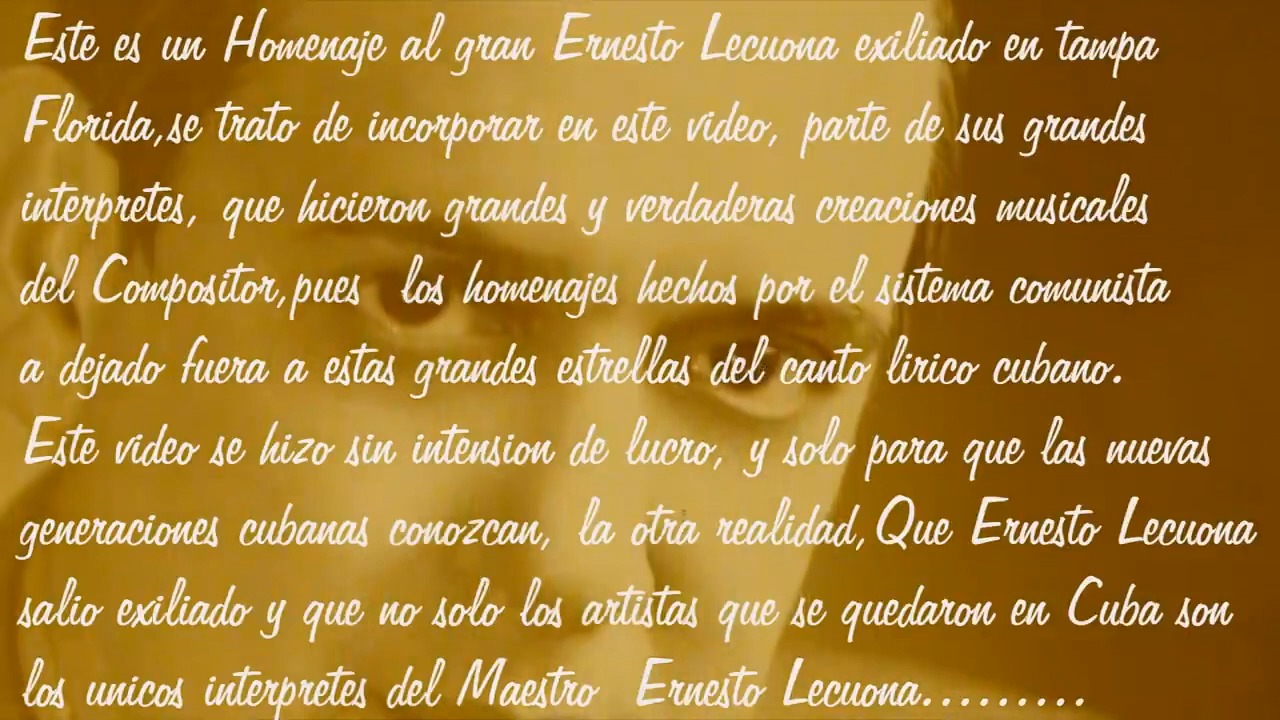 Este es un Homenaje al gran Ernesto Lecuona exiliado en tampa
Florida,se trato de incorporar en este video, parte de sus grandes
interpretes, que hicieron grandes y verdaderas creaciones musicales
del Compositor,pues los homenajes hechos por el sistema comunista
a dejado fuera a estas grandes estrellas del canto lirico cubano.
Este video se hizo sin intension de lucro, y solo para que las nuevas
generaciones cubanas conozcan, la otra realidad,Que Ernesto Lecuona
salio exiliado y que no solo los artistas que se quedaron en Cuba son
los unicos interpretes del Maestro Ernesto Lecuona.........